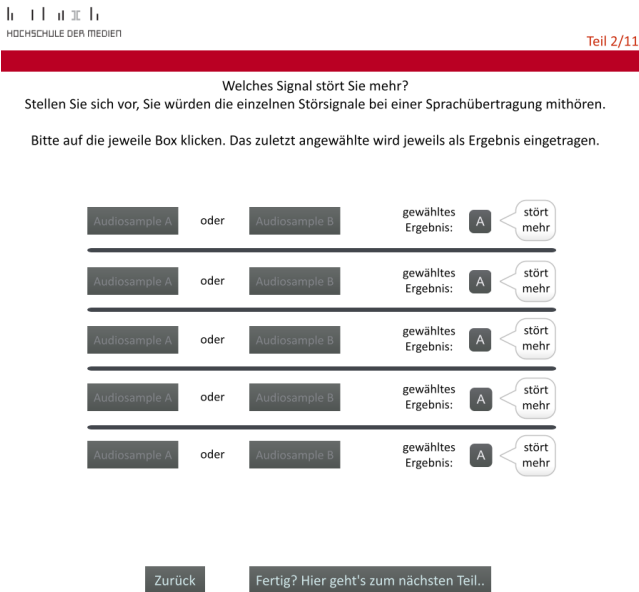 HOCHSCHULE DER MEDIEN
Teil 2/11
Welches Signal stört Sie mehr?
Stellen Sie sich vor, Sie würden die einzelnen Störsignale bei einer Sprachübertragung mithören.
Bitte auf die jeweile Box klicken. Das zuletzt angewählte wird jeweils als Ergebnis eingetragen.
Audiosample A oder Audiosample B gewähltes Ergebnis: A stört mehr
Audiosample A oder Audiosample B gewähltes Ergebnis: A stört mehr
Audiosample A oder Audiosample B gewähltes Ergebnis: A stört mehr
Audiosample A oder Audiosample B gewähltes Ergebnis: A stört mehr
Audiosample A oder Audiosample B gewähltes Ergebnis: A stört mehr
Zurück
Fertig? Hier geht's zum nächsten Teil..